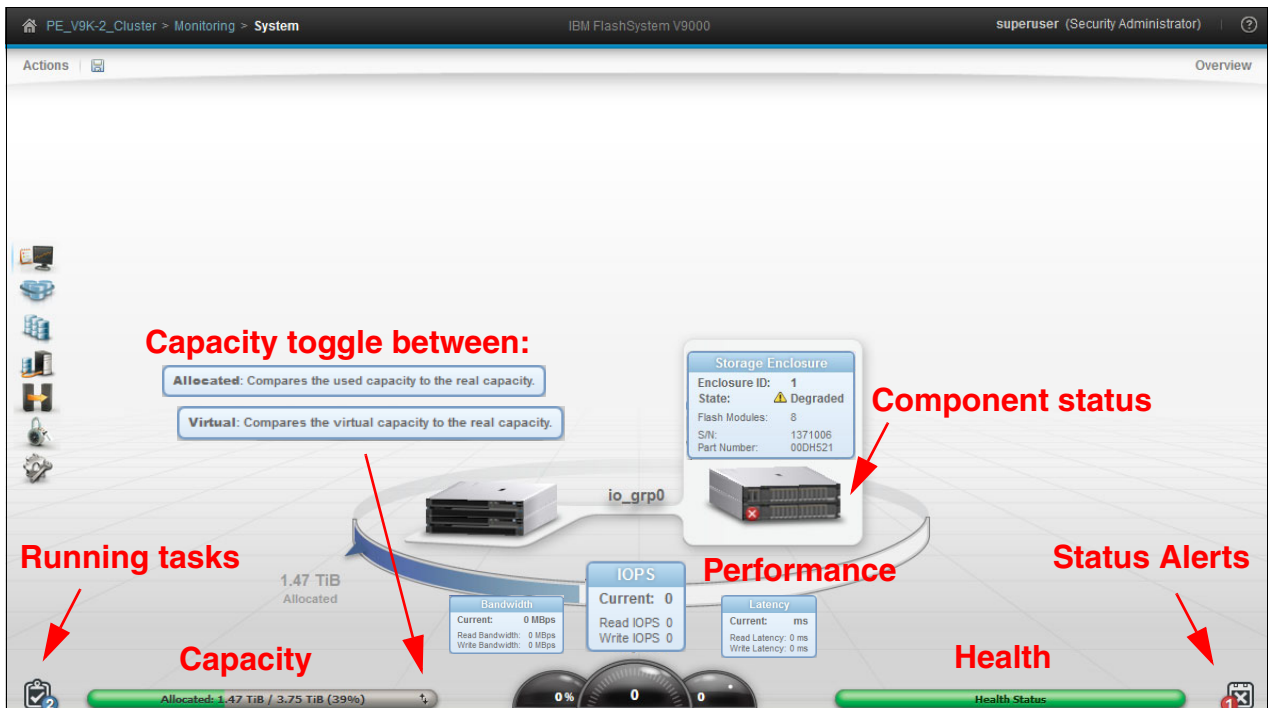 PE_V9K-2_Cluster > Monitoring > System
IBM FlashSystem V9000
superuser (Security Administrator)
?
Actions
Overview
Capacity toggle between:
Allocated: Compares the used capacity to the real capacity.
Virtual: Compares the virtual capacity to the real capacity.
Storage Enclosure
Enclosure ID: 1
State: Degraded
Flash Modules: 8
S/N: 1371006
Part Number: 00DH521
Component status
io_grp0
Running tasks
1.47 TiB
Allocated
Performance
Status Alerts
Bandwidth
Current: 0 MBps
Read Bandwidth: 0 MBps
Write Bandwidth: 0 MBps
IOPS
Current: 0
Read IOPS 0
Write IOPS 0
Latency
Current: ms
Read Latency: 0 ms
Write Latency: 0 ms
Capacity
Health
2
Allocated: 1.47 TiB / 3.75 TiB (39%)
0 %
0
0
Health Status
1